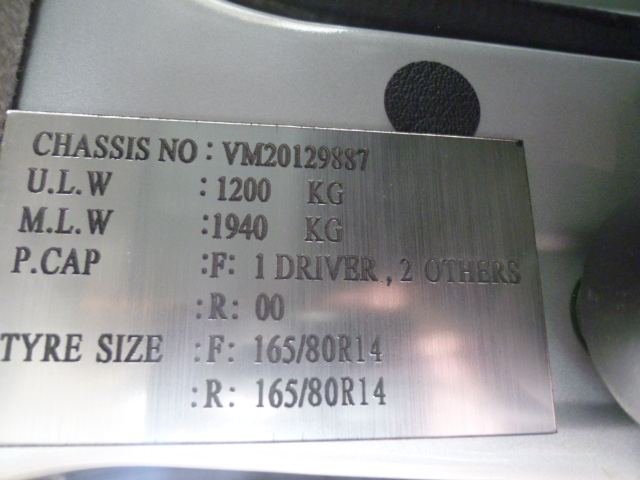 CHASSIS NO : VM20129887
U.L.W : 1200 KG
M.L.W : 1940 KG
P.CAP : F: 1 DRIVER , 2 OTHERS
: R: 00
TYRE SIZE : F: 165/80R14
: R: 165/80R14